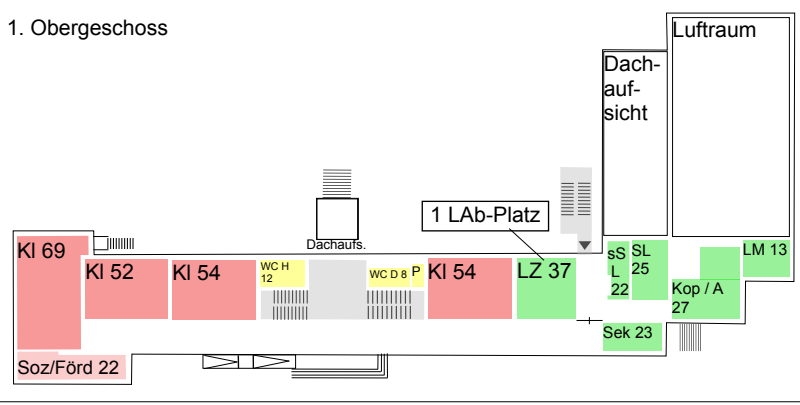 1. Obergeschoss
Luftraum
Dach-
auf-
sicht
1 LAb-Platz
Dachaufs.
Kl 69
Kl 52
Kl 54
WC H
12
WC D 8
P
Kl 54
LZ 37
sS
L
22
SL
25
LM 13
Kop / A
27
Sek 23
Soz/Förd 22